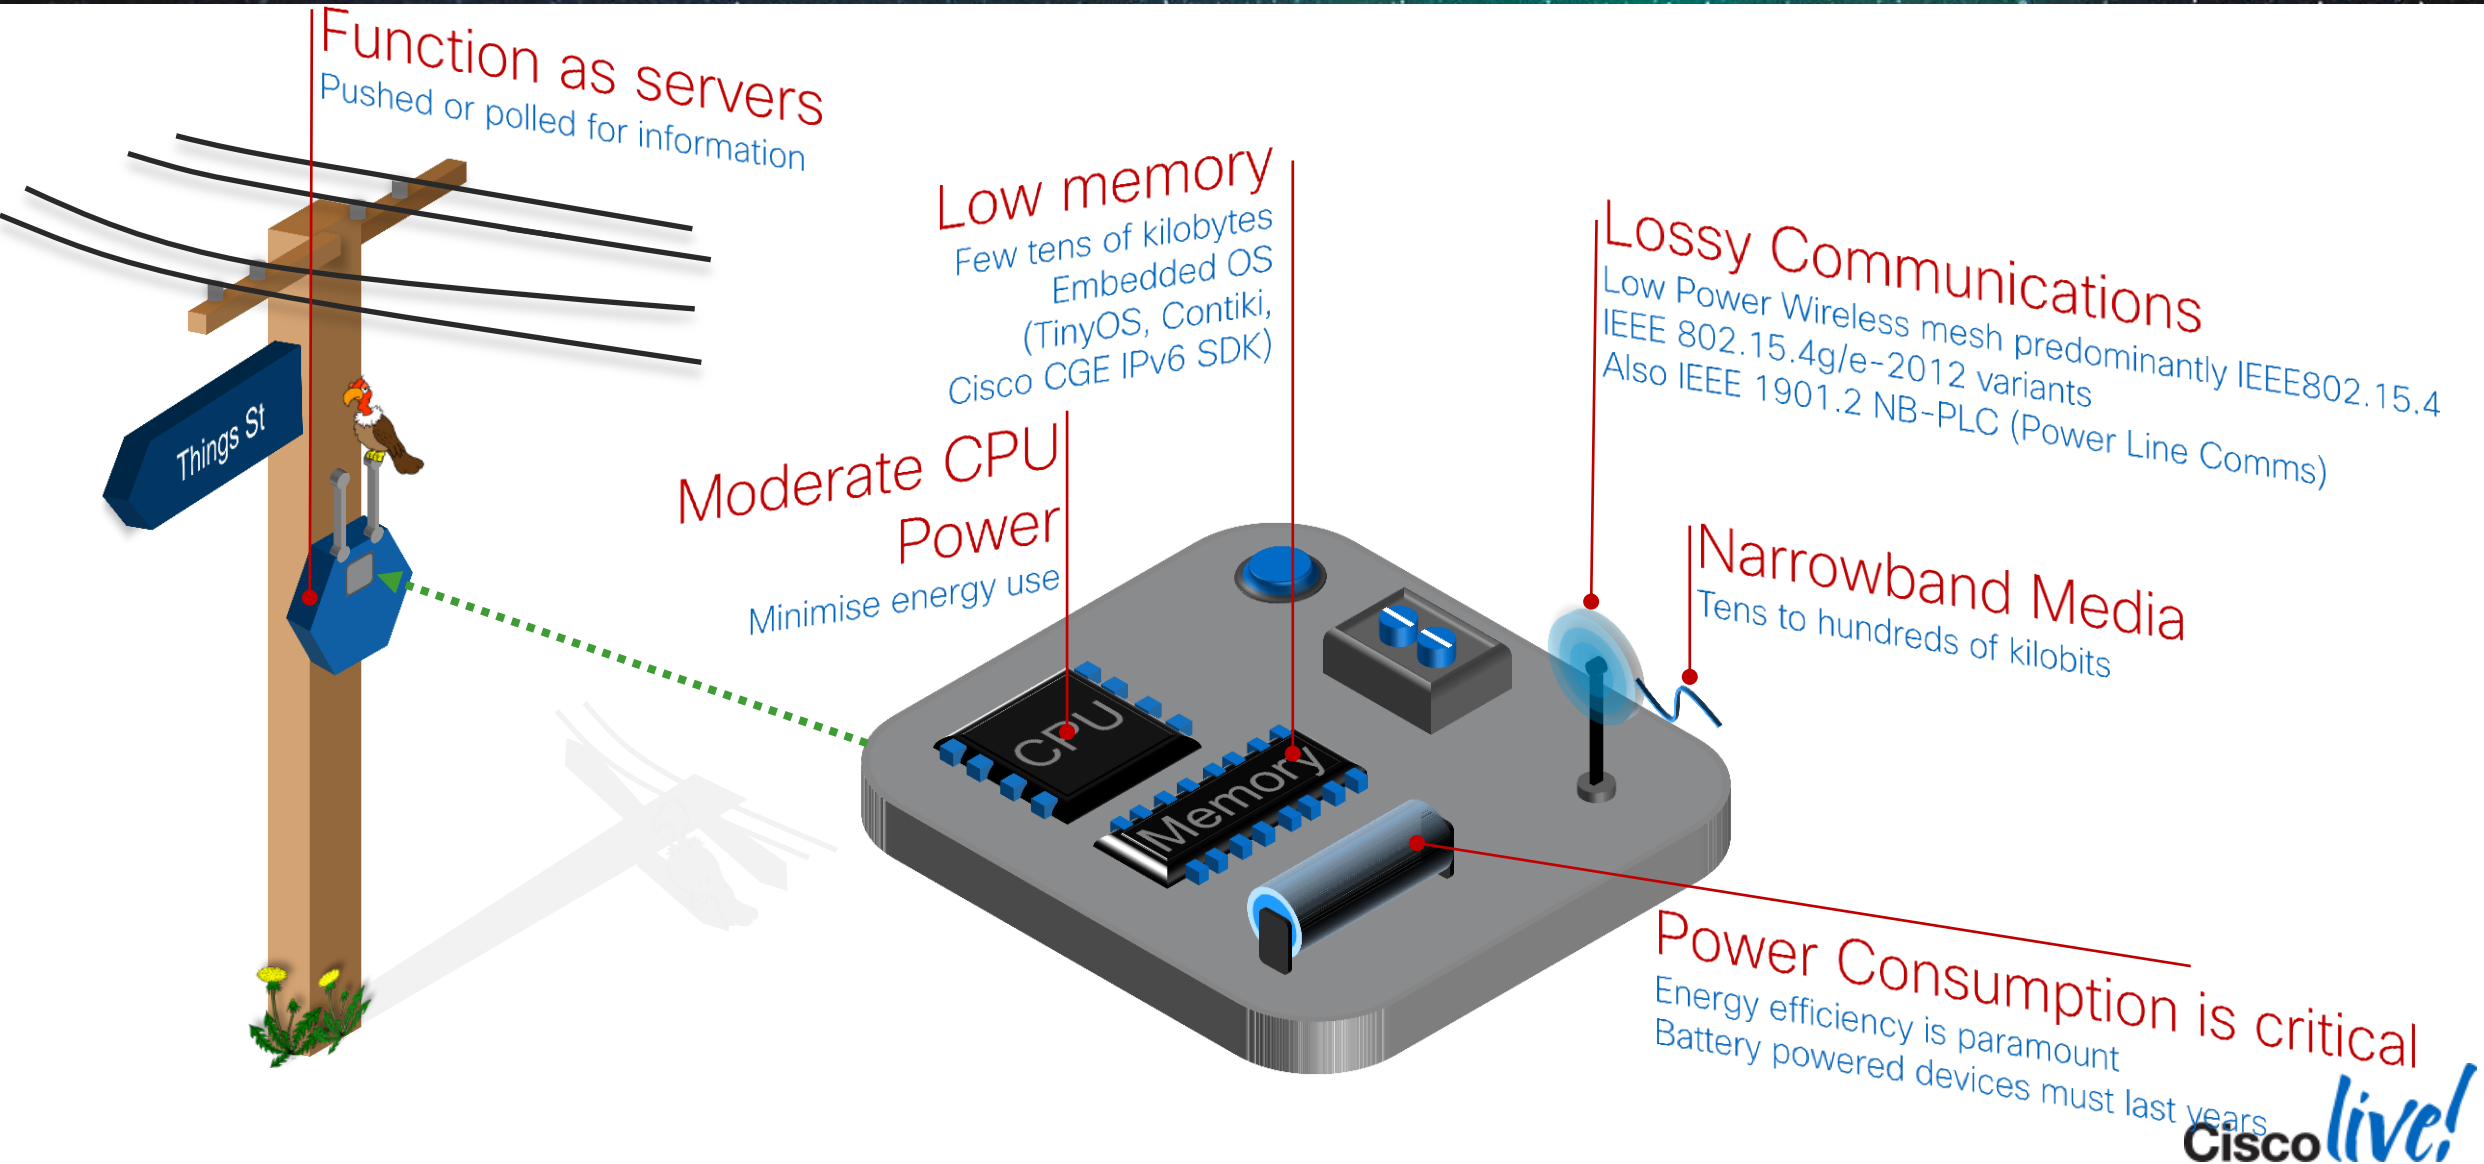 Function as servers
Pushed or polled for information
Low memory
Few tens of kilobytes
Embedded OS
(TinyOS, Contiki,
Cisco CGE IPv6 SDK)
Moderate CPU
Power
Minimise energy use
Lossy Communications
Low Power Wireless mesh predominantly IEEE802.15.4
IEEE 802.15.4g/e-2012 variants
Also IEEE 1901.2 NB-PLC (Power Line Comms)
Narrowband Media
Tens to hundreds of kilobits
Things St
CPU
Memory
Power Consumption is critical
Energy efficiency is paramount
Battery powered devices must last years
Cisco live!